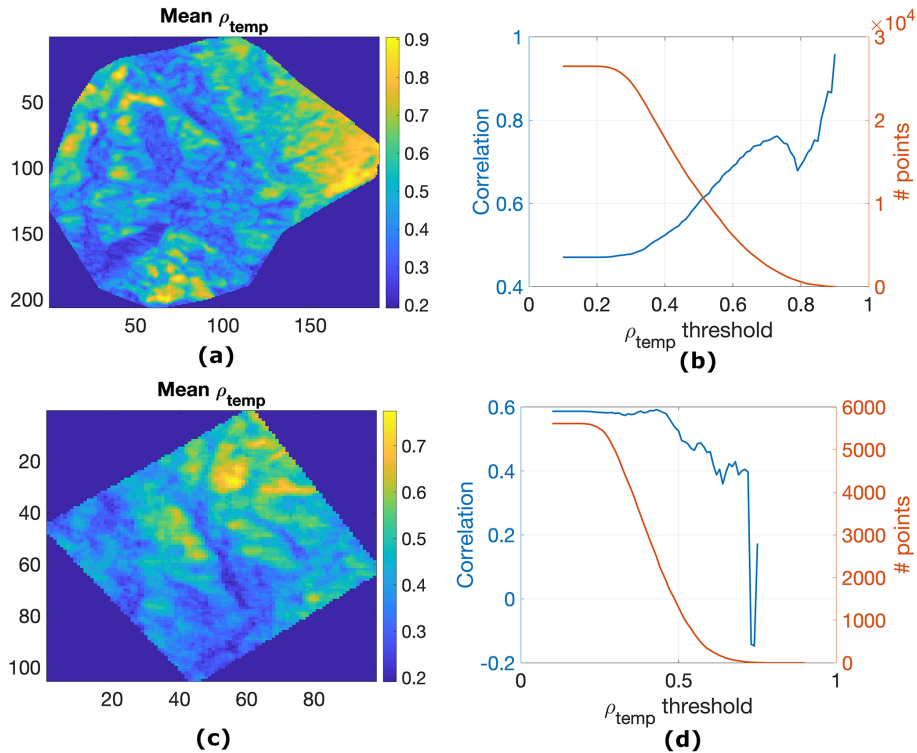 Mean ρtemp
50
100
150
200
50 100 150
0.9
0.8
0.7
0.6
0.5
0.4
0.3
0.2
(a)
×10^4
1
0.8
0.6
0.4
Correlation
3
2
1
0
# points
0 0.2 0.4 0.6 0.8 1
ρtemp threshold
(b)
Mean ρtemp
20
40
60
80
100
20 40 60 80
0.7
0.6
0.5
0.4
0.3
0.2
(c)
0.6
0.4
0.2
0
-0.2
Correlation
6000
5000
4000
3000
2000
1000
0
# points
0 0.5 1
ρtemp threshold
(d)